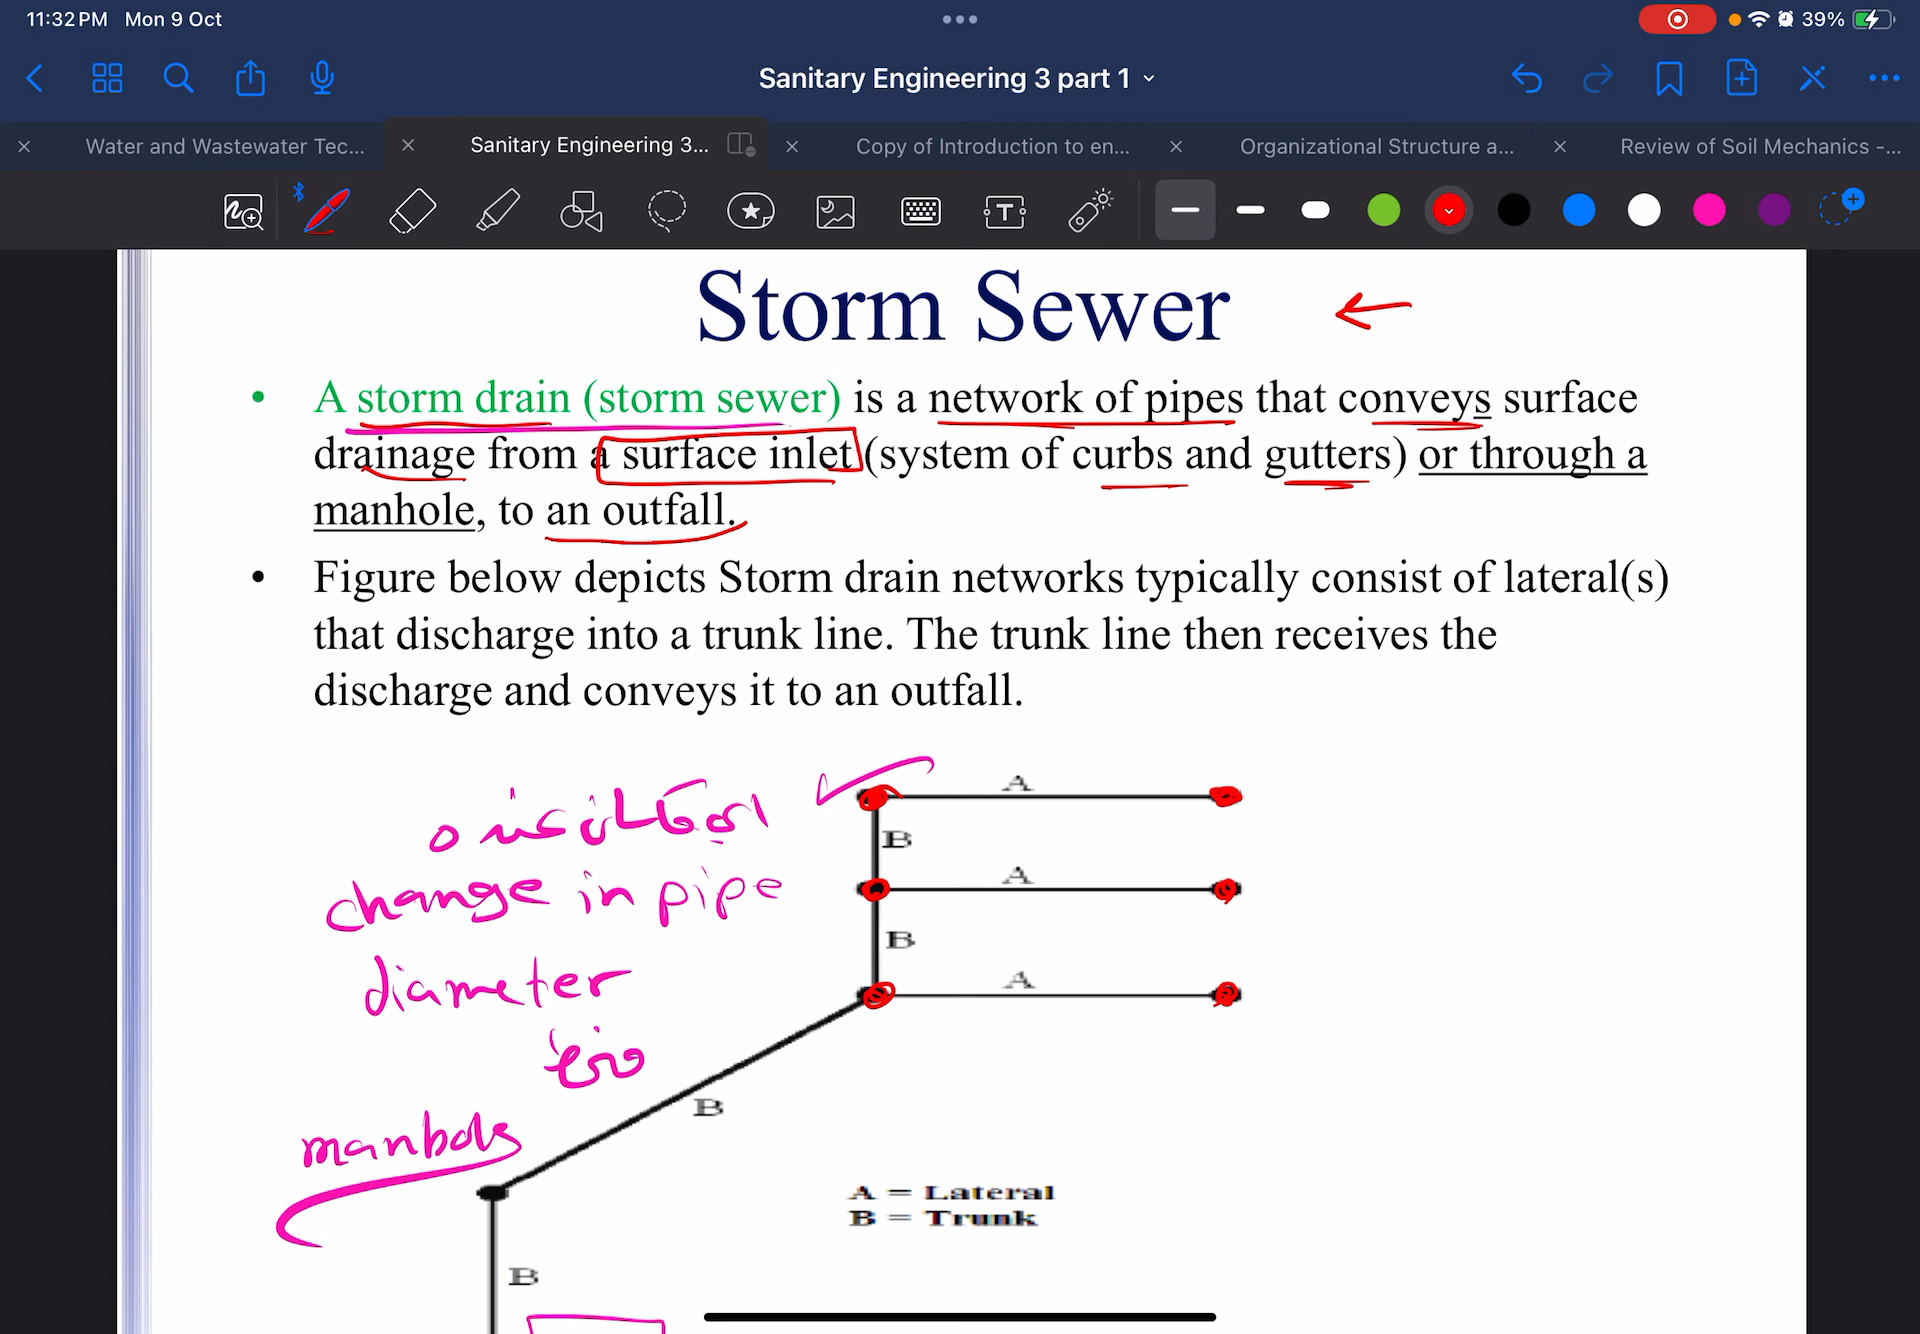 11:32 PM Mon 9 Oct
39%
Sanitary Engineering 3 part 1
Water and Wastewater Tec...
Sanitary Engineering 3...
Copy of Introduction to en...
Organizational Structure a...
Review of Soil Mechanics -...
T
Storm Sewer
• A storm drain (storm sewer) is a network of pipes that conveys surface
drainage from a surface inlet (system of curbs and gutters) or through a
manhole, to an outfall.
• Figure below depicts Storm drain networks typically consist of lateral(s)
that discharge into a trunk line. The trunk line then receives the
discharge and conveys it to an outfall.
A
B
change in pipe
A
B
diameter
A
B
A = Lateral
B = Trunk
B